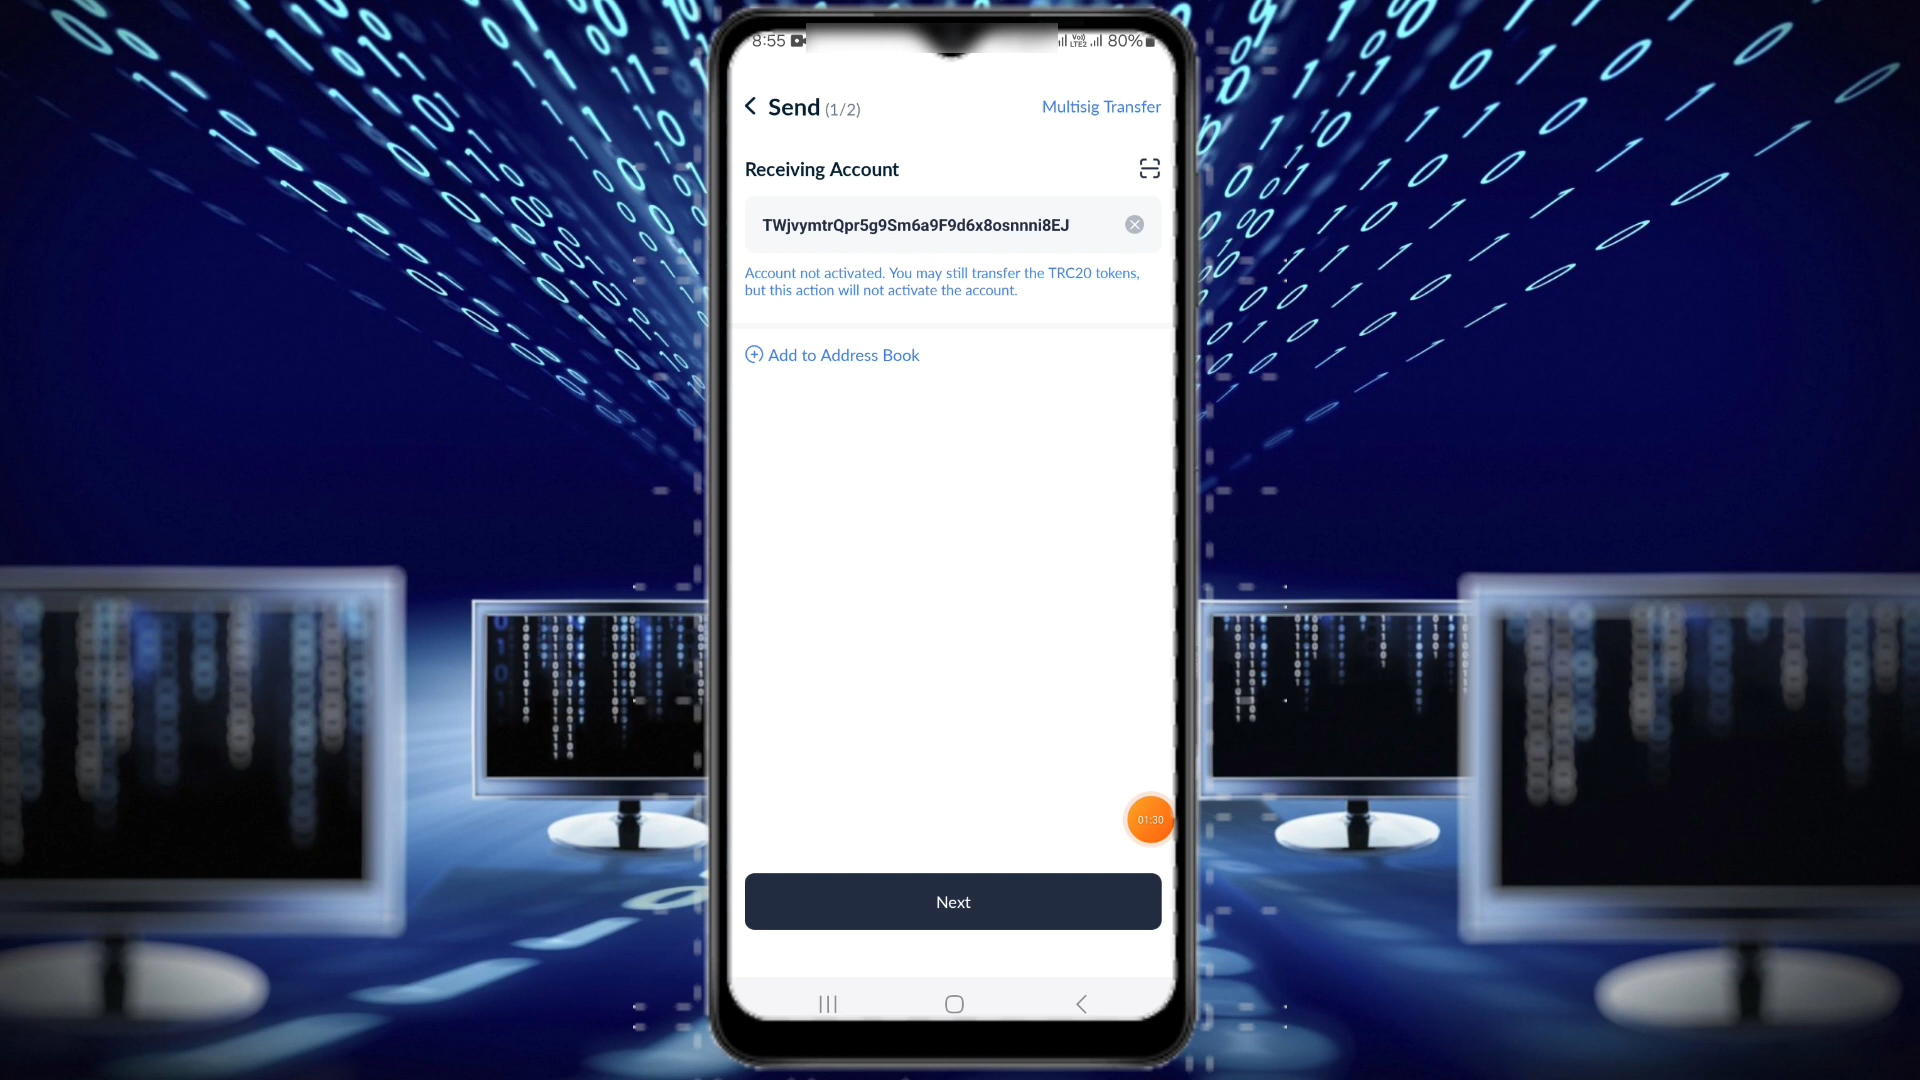 8:55 80%
Send (1/2) Multisig Transfer
Receiving Account
TWjvymtrQpr5g9Sm6a9F9d6x8osnnni8EJ
Account not activated. You may still transfer the TRC20 tokens,
but this action will not activate the account.
Add to Address Book
01:30
Next